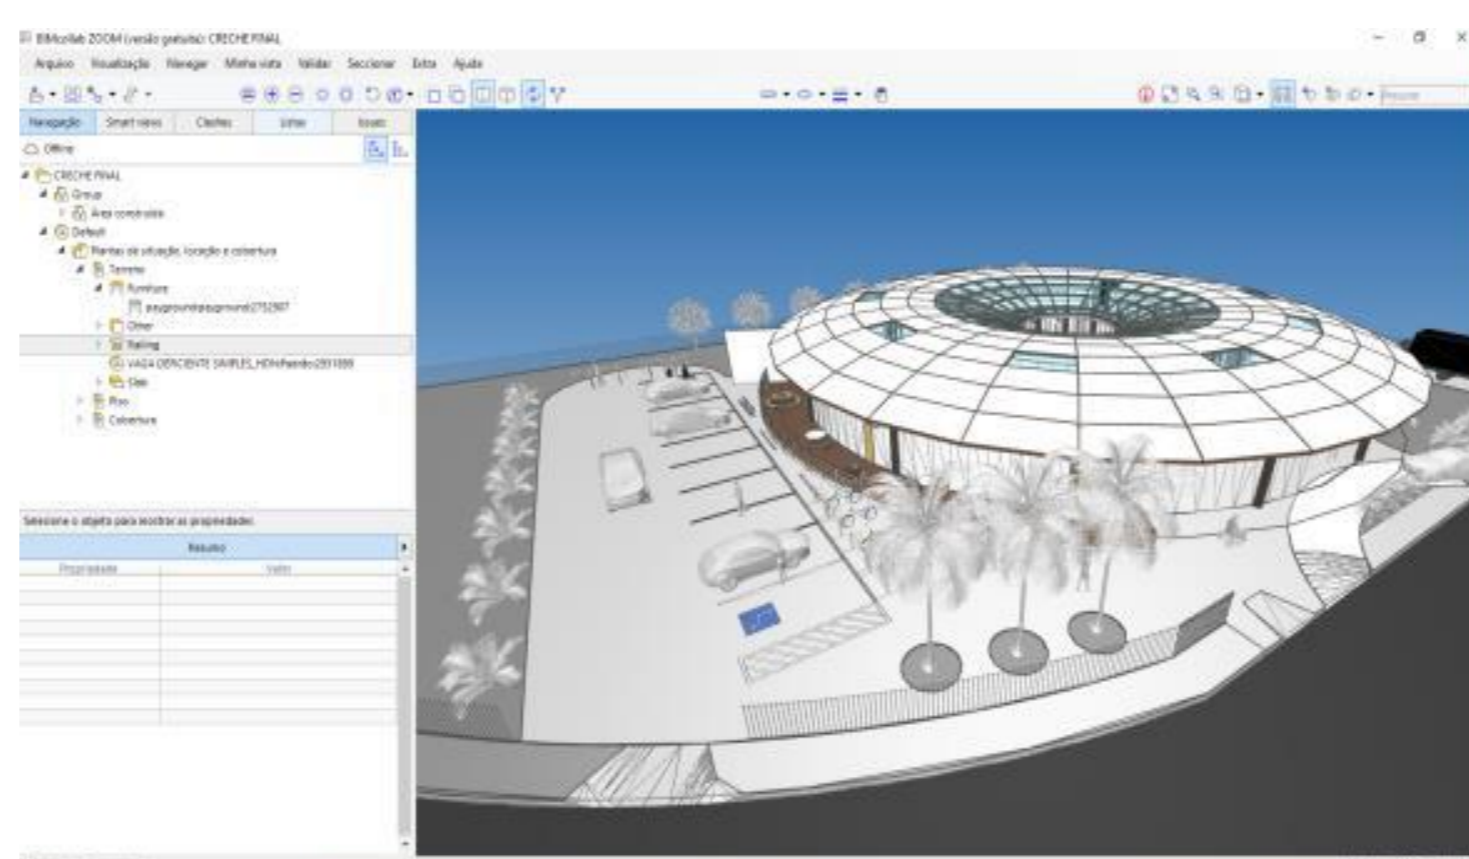 BIMcollab ZOOM (versão gratuita): CRECHE FINAL
Arquivo Visualização Navegar Minha vista Validar Seccionar Extra Ajuda
Navegação Smart views Clashes Listas Issues
Offline
CRECHE FINAL
Group
Área construída
Default
Plantas de situação, locação e cobertura
Terreno
Furniture
Other
Railing
VAGA DEFICIENTE SIMPLES_
Slab
Piso
Cobertura
Selecione o objeto para mostrar as propriedades
Resumo
Propriedade Valor